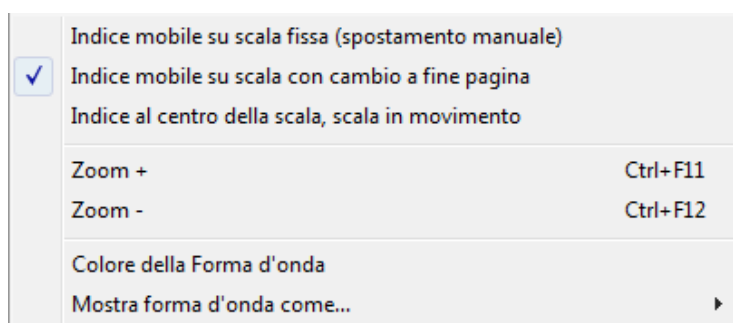 Indice mobile su scala fissa (spostamento manuale)
Indice mobile su scala con cambio a fine pagina
Indice al centro della scala, scala in movimento
Zoom + Ctrl+F11
Zoom - Ctrl+F12
Colore della Forma d'onda
Mostra forma d'onda come...